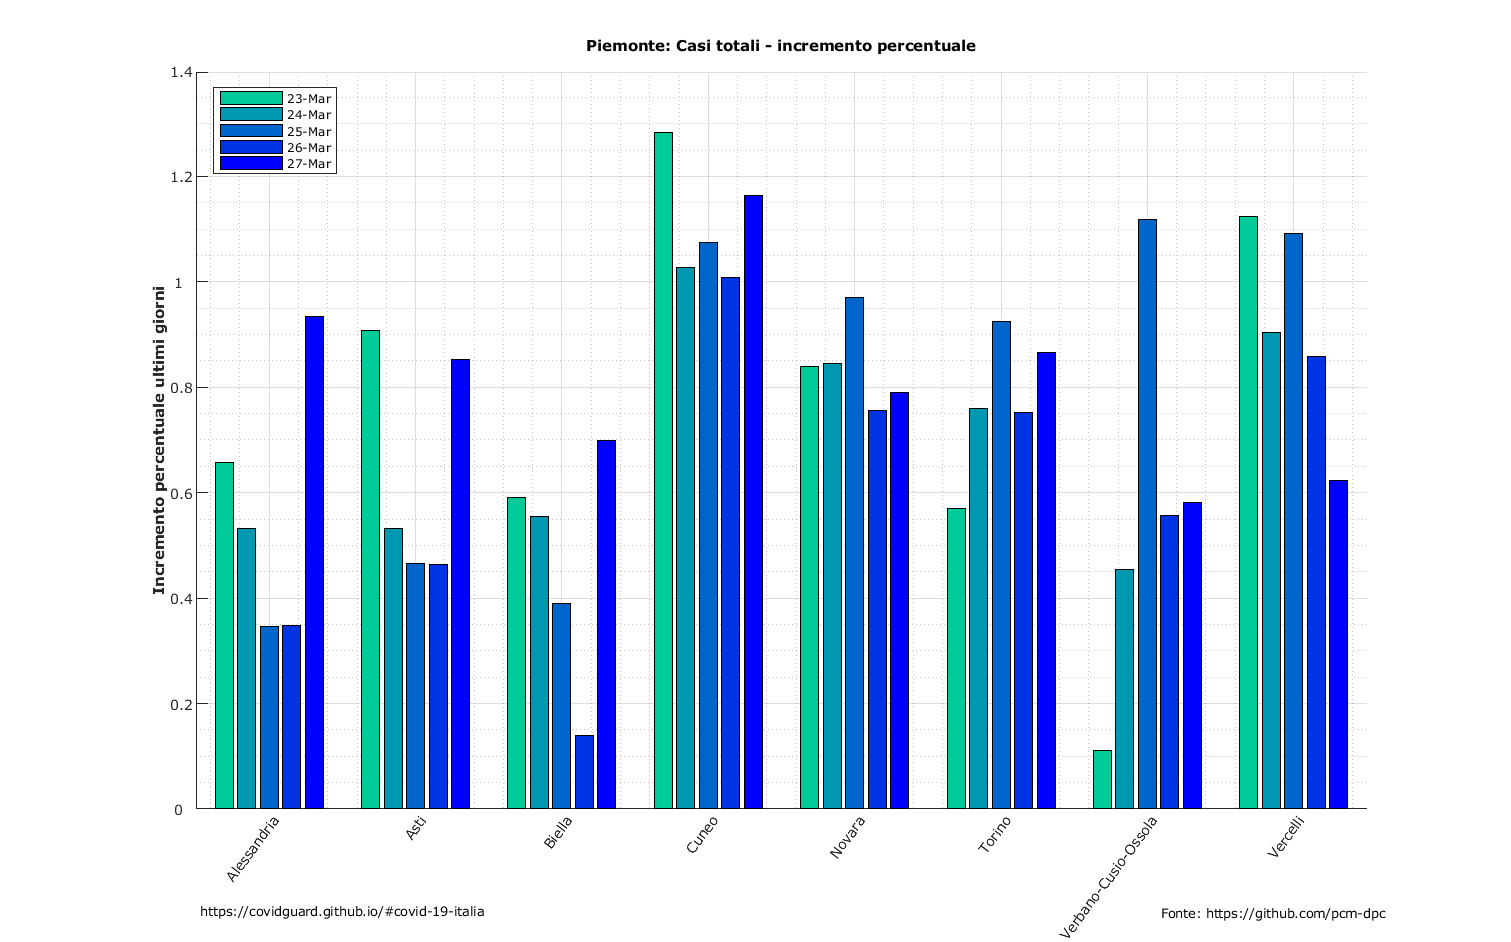 Piemonte: Casi totali - incremento percentuale
1.4
1.2
1
0.8
0.6
0.4
0.2
0
Incremento percentuale ultimi giorni
23-Mar
24-Mar
25-Mar
26-Mar
27-Mar
Alessandria
Asti
Biella
Cuneo
Novara
Torino
Verbano-Cusio-Ossola
Vercelli
https://covidguard.github.io/#covid-19-italia
Fonte: https://github.com/pcm-dpc